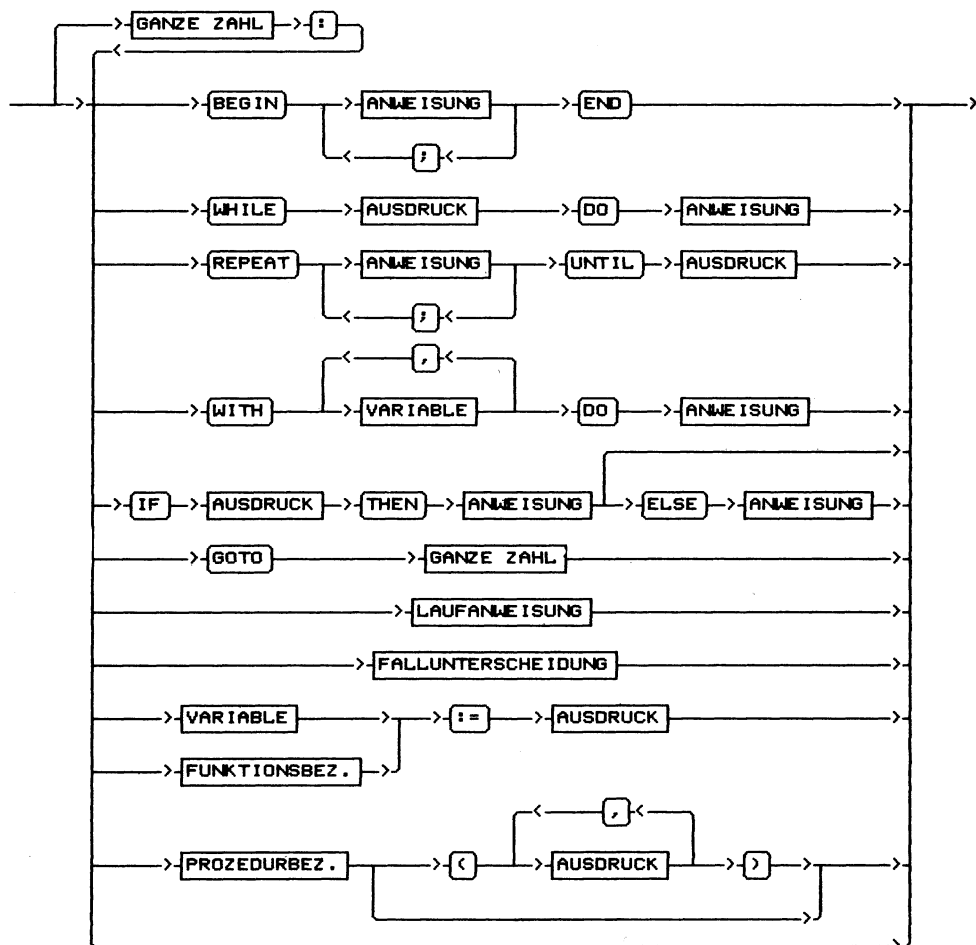 GANZE ZAHL :
BEGIN ANWEISUNG END
;
WHILE AUSDRUCK DO ANWEISUNG
REPEAT ANWEISUNG UNTIL AUSDRUCK
;
,
WITH VARIABLE DO ANWEISUNG
IF AUSDRUCK THEN ANWEISUNG ELSE ANWEISUNG
GOTO GANZE ZAHL
LAUFANWEISUNG
FALLUNTERSCHEIDUNG
VARIABLE := AUSDRUCK
FUNKTIONSBEZ.
,
PROZEDURBEZ. ( AUSDRUCK )